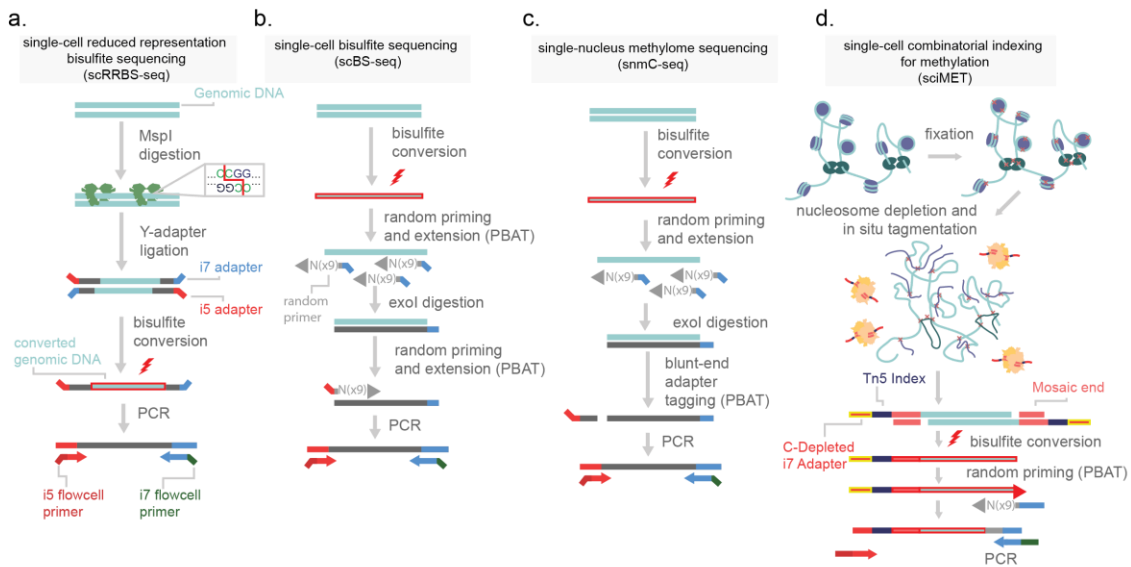 a.
single-cell reduced representation
bisulfite sequencing
(scRRBS-seq)
Genomic DNA
MspI
digestion
...CCGG...
...GGCC...
Y-adapter
ligation
i7 adapter
i5 adapter
bisulfite
conversion
converted
genomic DNA
PCR
i5 flowcell
primer
i7 flowcell
primer
b.
single-cell bisulfite sequencing
(scBS-seq)
bisulfite
conversion
random priming
and extension (PBAT)
N(x9)
N(x9)
N(x9)
random
primer
exoI digestion
random priming
and extension (PBAT)
N(x9)
PCR
c.
single-nucleus methylome sequencing
(snmC-seq)
bisulfite
conversion
random priming
and extension
N(x9)
N(x9)
N(x9)
exoI digestion
blunt-end
adapter
tagging (PBAT)
PCR
d.
single-cell combinatorial indexing
for methylation
(sciMET)
fixation
nucleosome depletion and
in situ tagmentation
Tn5 Index
Mosaic end
C-Depleted
i7 Adapter
bisulfite conversion
random priming (PBAT)
N(x9)
PCR